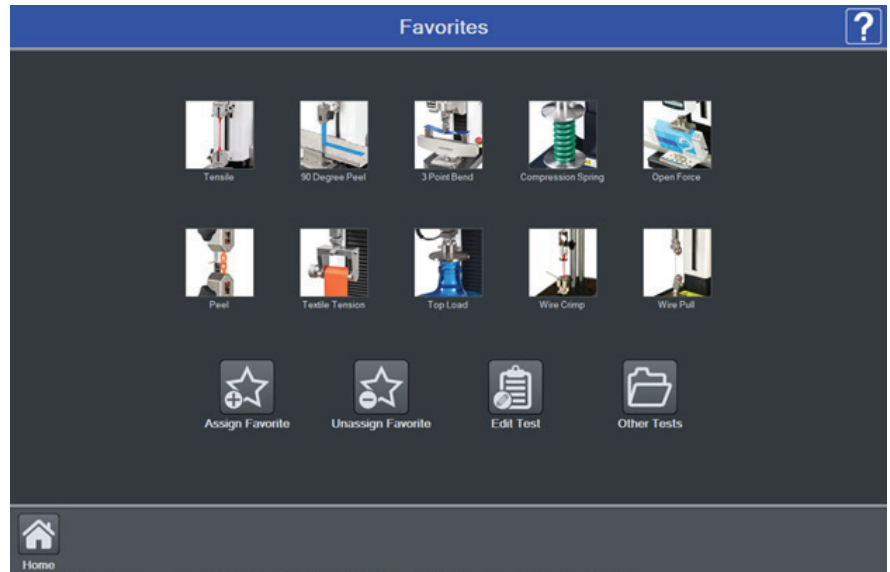 Favorites
?
Tensile
90 Degree Peel
3 Point Bend
Compression Spring
Open Force
Peel
Textile Tension
Top Load
Wire Crimp
Wire Pull
Assign Favorite
Unassign Favorite
Edit Test
Other Tests
Home